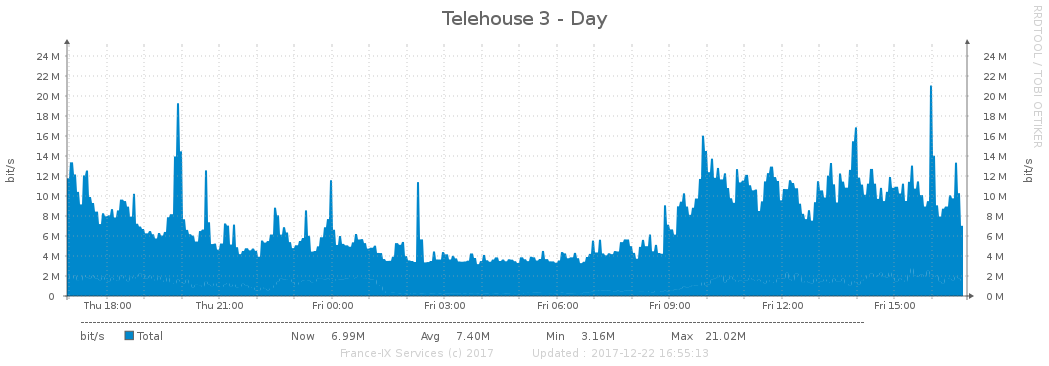 Telehouse 3 - Day
RRDTOOL / TOBI OETIKER
bit/s
24 M 24 M
22 M 22 M
20 M 20 M
18 M 18 M
16 M 16 M
14 M 14 M
12 M 12 M
10 M 10 M
8 M 8 M
6 M 6 M
4 M 4 M
2 M 2 M
0 0 M
bit/s
Thu 18:00 Thu 21:00 Fri 00:00 Fri 03:00 Fri 06:00 Fri 09:00 Fri 12:00 Fri 15:00
bit/s Total Now 6.99M Avg 7.40M Min 3.16M Max 21.02M
France-IX Services (c) 2017 Updated : 2017-12-22 16:55:13